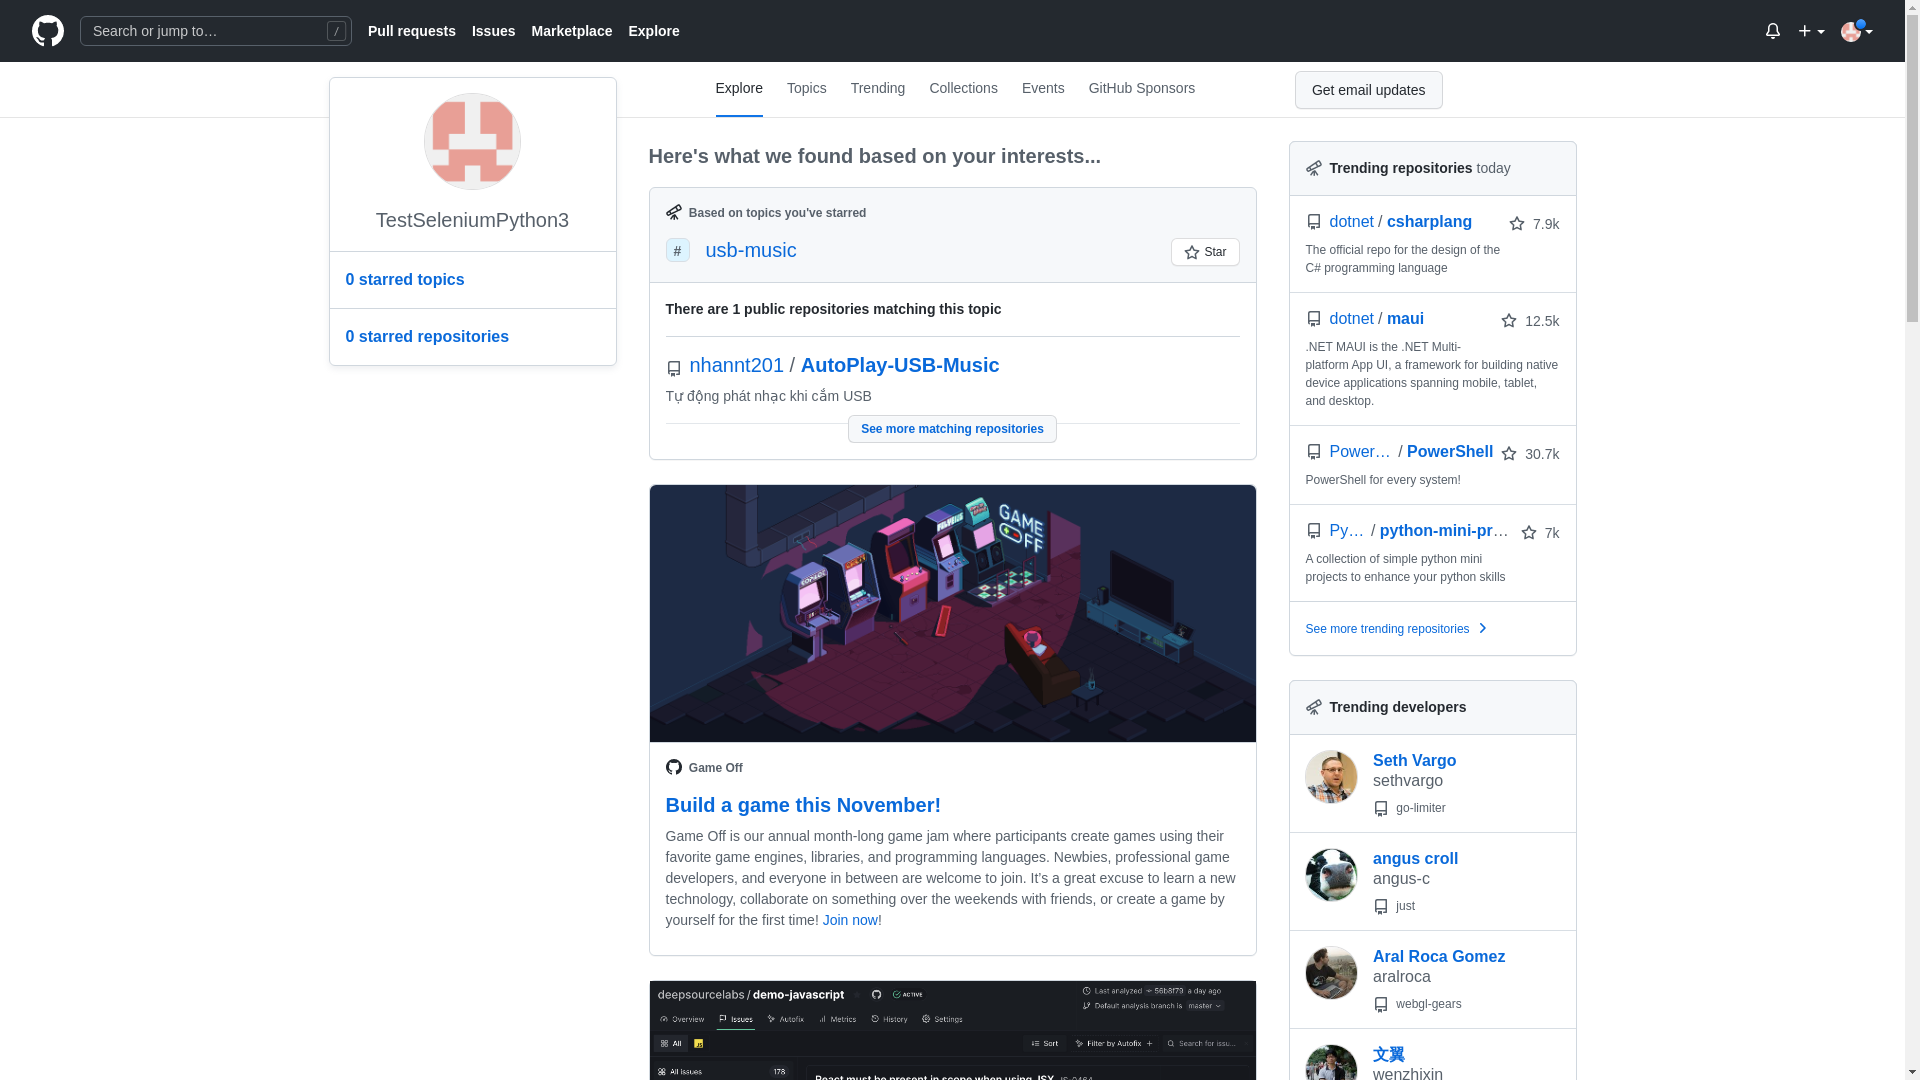 Search or jump to…
/
Pull requests
Issues
Marketplace
Explore
Explore
Topics
Trending
Collections
Events
GitHub Sponsors
Get email updates
TestSeleniumPython3
0 starred topics
0 starred repositories
Here's what we found based on your interests...
Based on topics you've starred
# usb-music
Star
There are 1 public repositories matching this topic
nhannt201 / AutoPlay-USB-Music
Tự động phát nhạc khi cắm USB
See more matching repositories
GAME
OFF
Game Off
Build a game this November!
Game Off is our annual month-long game jam where participants create games using their
favorite game engines, libraries, and programming languages. Newbies, professional game
developers, and everyone in between are welcome to join. It’s a great excuse to learn a new
technology, collaborate on something over the weekends with friends, or create a game by
yourself for the first time! Join now!
deepsourcelabs / demo-javascript
ACTIVE
Last analyzed 56b8f79 a day ago
Default analysis branch is master
Overview
Issues
Autofix
Metrics
History
Settings
All
JS
Sort
Filter by Autofix
Search for issu...
All issues 178
React must be present in scope when using JSX JS-0464
Trending repositories today
dotnet / csharplang
7.9k
The official repo for the design of the
C# programming language
dotnet / maui
12.5k
.NET MAUI is the .NET Multi-
platform App UI, a framework for building native
device applications spanning mobile, tablet,
and desktop.
Power… / PowerShell
30.7k
PowerShell for every system!
Py… / python-mini-pr…
7k
A collection of simple python mini
projects to enhance your python skills
See more trending repositories
Trending developers
Seth Vargo
sethvargo
go-limiter
angus croll
angus-c
just
Aral Roca Gomez
aralroca
webgl-gears
文翼
wenzhixin